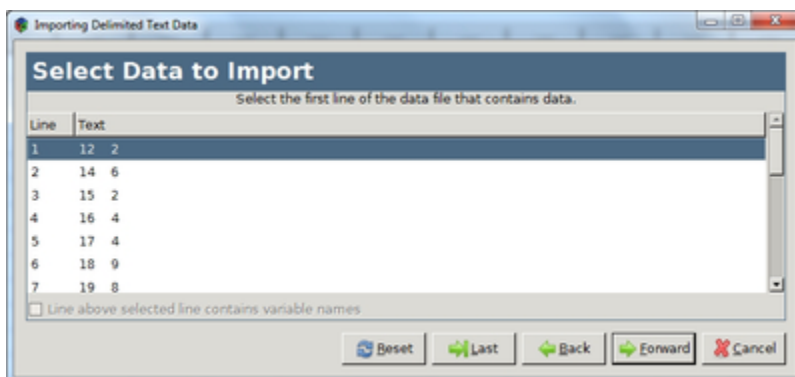 Importing Delimited Text Data
Select Data to Import
Select the first line of the data file that contains data.
Line Text
1 12 2
2 14 6
3 15 2
4 16 4
5 17 4
6 18 9
7 19 8
Line above selected line contains variable names
Reset Last Back Forward Cancel